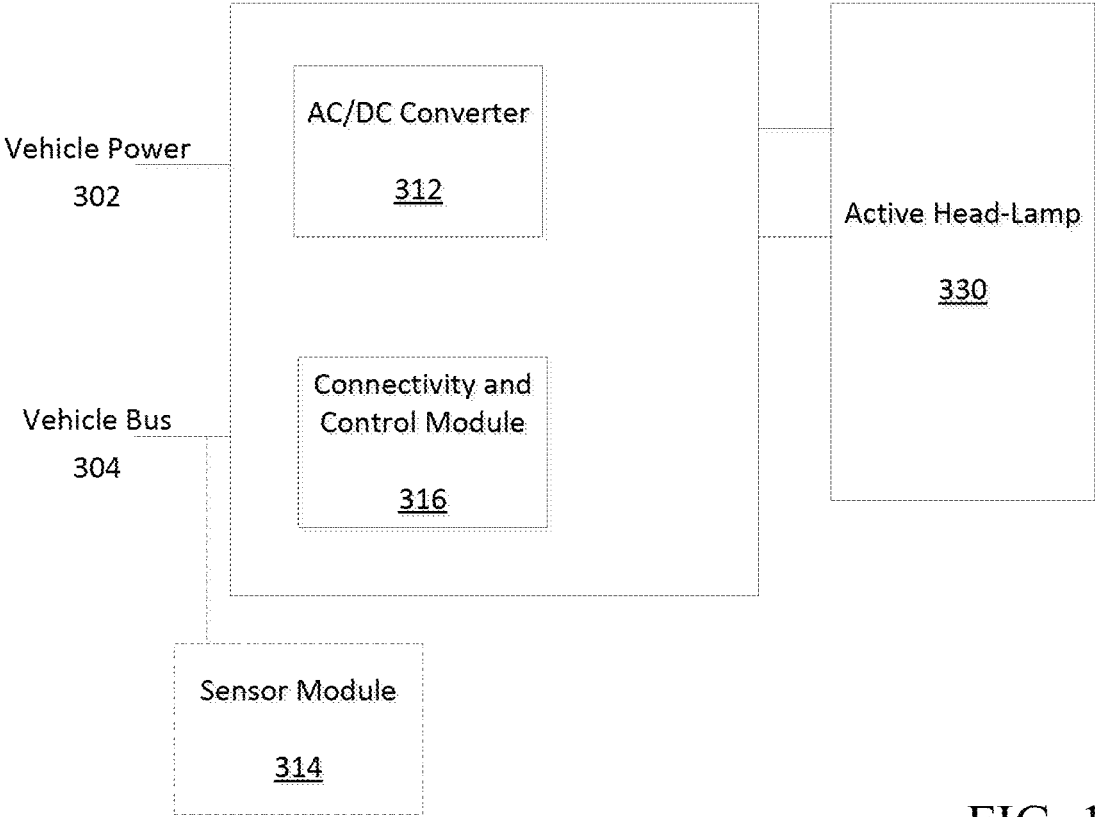 AC/DC Converter
312
Vehicle Power
302
Active Head-Lamp
330
Connectivity and
Control Module
316
Vehicle Bus
304
Sensor Module
314